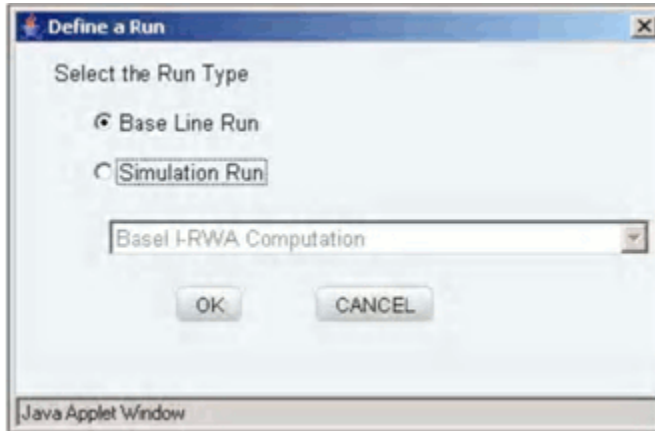 Define a Run
Select the Run Type
Base Line Run
Simulation Run
Basel I-RWA Computation
OK
CANCEL
Java Applet Window